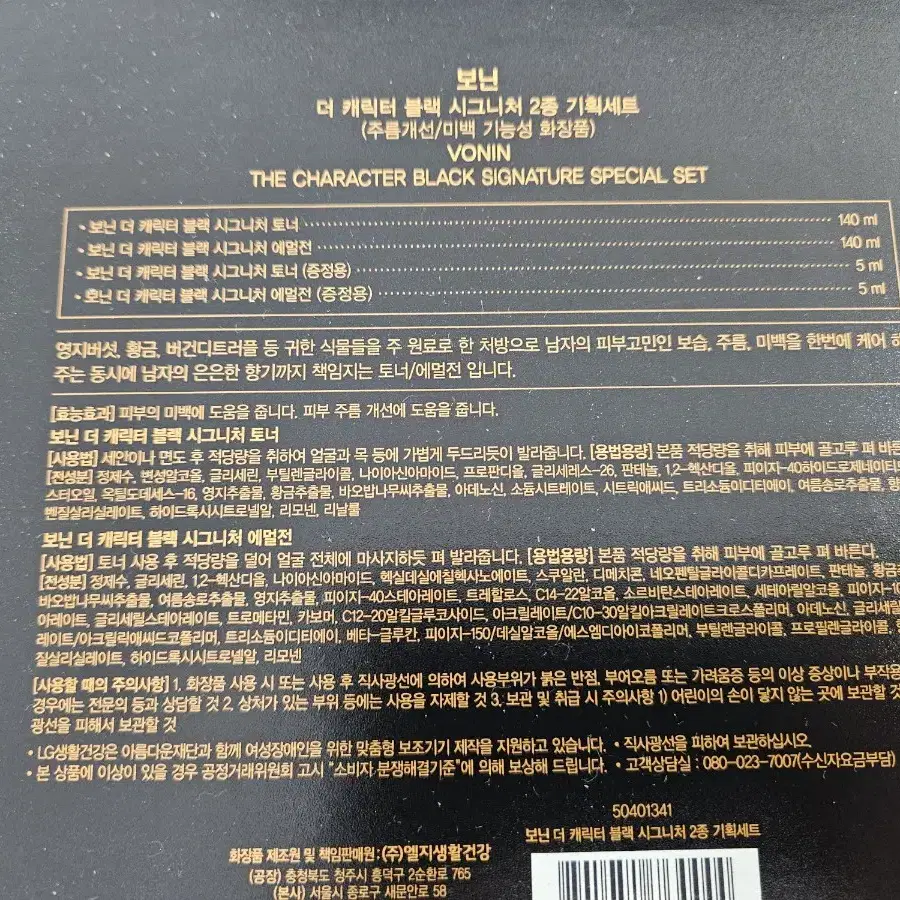 보닌
더 캐릭터 블랙 시그니처 2종 기획세트
(주름개선/미백 기능성 화장품)
VONIN
THE CHARACTER BLACK SIGNATURE SPECIAL SET
• 보닌 더 캐릭터 블랙 시그니처 토너 140 ml
• 보닌 더 캐릭터 블랙 시그니처 에멀전 140 ml
• 보닌 더 캐릭터 블랙 시그니처 토너 (증정용) 5 ml
• 보닌 더 캐릭터 블랙 시그니처 에멀전 (증정용) 5 ml
영지버섯, 황금, 버건디트러플 등 귀한 식물들을 주 원료로 한 처방으로 남자의 피부고민인 보습, 주름, 미백을 한번에 케어 해
주는 동시에 남자의 은은한 향기까지 책임지는 토너/에멀전 입니다.
[효능효과] 피부의 미백에 도움을 줍니다. 피부 주름 개선에 도움을 줍니다.
보닌 더 캐릭터 블랙 시그니처 토너
[사용법] 세안이나 면도 후 적당량을 취하여 얼굴과 목 등에 가볍게 두드리듯이 발라줍니다. [용법용량] 본품 적당량을 취해 피부에 골고루 펴 바른
[전성분] 정제수, 변성알코올, 글리세린, 부틸렌글라이콜, 나이아신아마이드, 프로판디올, 글리세레스-26, 판테놀, 1,2-헥산디올, 피이지-40하이드로제네이티드
스터오일, 옥틸도데세스-16, 영지추출물, 황금추출물, 바오밥나무씨추출물, 아데노신, 소듐시트레이트, 시트릭애씨드, 트리소듐이디티에이, 여름송로추출물, 향
벤질살리실레이트, 하이드록시시트로넬알, 리모넨, 리날룰
보닌 더 캐릭터 블랙 시그니처 에멀전
[사용법] 토너 사용 후 적당량을 덜어 얼굴 전체에 마사지하듯 펴 발라줍니다. [용법용량] 본품 적당량을 취해 피부에 골고루 펴 바른다.
[전성분] 정제수, 글리세린, 1,2-헥산디올, 나이아신아마이드, 헥실데실에칠헥사노에이트, 스쿠알란, 디메치콘, 네오펜틸글라이콜디카프레이트, 판테놀, 황금추
바오밥나무씨추출물, 여름송로추출물, 영지추출물, 피이지-40스테아레이트, 트레할로스, C14-22알코올, 소르비탄스테아레이트, 세테아릴알코올, 피이지-10
아레이트, 글리세릴스테아레이트, 트로메타민, 카보머, C12-20알킬글루코사이드, 아크릴레이트/C10-30알킬아크릴레이트크로스폴리머, 아데노신, 글리세릴
레이트/아크릴릭애씨드코폴리머, 트리소듐이디티에이, 베타-글루칸, 피이지-150/데실알코올/에스엠디아이코폴리머, 부틸렌글라이콜, 프로필렌글라이콜, 향
질살리실레이트, 하이드록시시트로넬알, 리모넨
[사용할 때의 주의사항] 1. 화장품 사용 시 또는 사용 후 직사광선에 의하여 사용부위가 붉은 반점, 부어오름 또는 가려움증 등의 이상 증상이나 부작용
경우에는 전문의 등과 상담할 것 2. 상처가 있는 부위 등에는 사용을 자제할 것 3. 보관 및 취급 시 주의사항 1) 어린이의 손이 닿지 않는 곳에 보관할 것
광선을 피해서 보관할 것
• LG생활건강은 아름다운재단과 함께 여성장애인을 위한 맞춤형 보조기기 제작을 지원하고 있습니다. • 직사광선을 피하여 보관하십시오.
• 본 상품에 이상이 있을 경우 공정거래위원회 고시 "소비자 분쟁해결기준"에 의해 보상해 드립니다. • 고객상담실 : 080-023-7007(수신자요금부담)
50401341
보닌 더 캐릭터 블랙 시그니처 2종 기획세트
화장품 제조원 및 책임판매원 : (주)엘지생활건강
(공장) 충청북도 청주시 흥덕구 2순환로 765
(본사) 서울시 종로구 새문안로 58